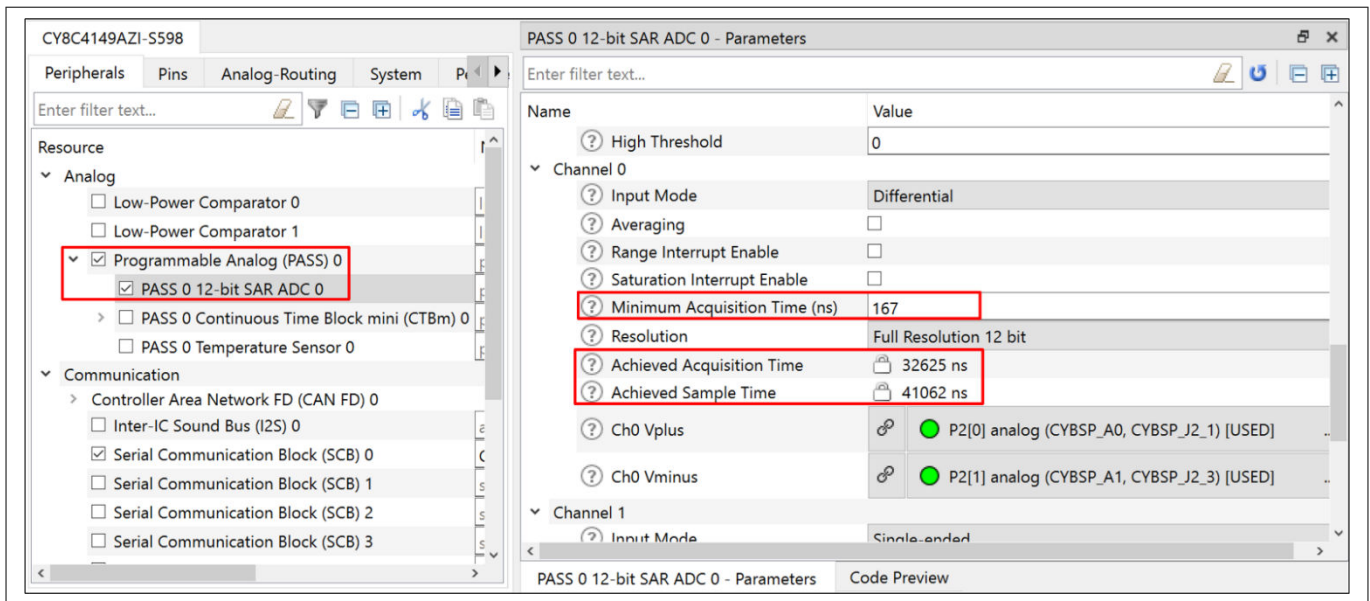 CY8C4149AZI-S598
Peripherals Pins Analog-Routing System
Enter filter text...
Resource
Analog
Low-Power Comparator 0
Low-Power Comparator 1
Programmable Analog (PASS) 0
PASS 0 12-bit SAR ADC 0
PASS 0 Continuous Time Block mini (CTBm) 0
PASS 0 Temperature Sensor 0
Communication
Controller Area Network FD (CAN FD) 0
Inter-IC Sound Bus (I2S) 0
Serial Communication Block (SCB) 0
Serial Communication Block (SCB) 1
Serial Communication Block (SCB) 2
Serial Communication Block (SCB) 3
PASS 0 12-bit SAR ADC 0 - Parameters
Enter filter text...
Name Value
High Threshold 0
Channel 0
Input Mode Differential
Averaging
Range Interrupt Enable
Saturation Interrupt Enable
Minimum Acquisition Time (ns) 167
Resolution Full Resolution 12 bit
Achieved Acquisition Time 32625 ns
Achieved Sample Time 41062 ns
Ch0 Vplus P2[0] analog (CYBSP_A0, CYBSP_J2_1) [USED]
Ch0 Vminus P2[1] analog (CYBSP_A1, CYBSP_J2_3) [USED]
Channel 1
Input Mode Single-ended
PASS 0 12-bit SAR ADC 0 - Parameters Code Preview